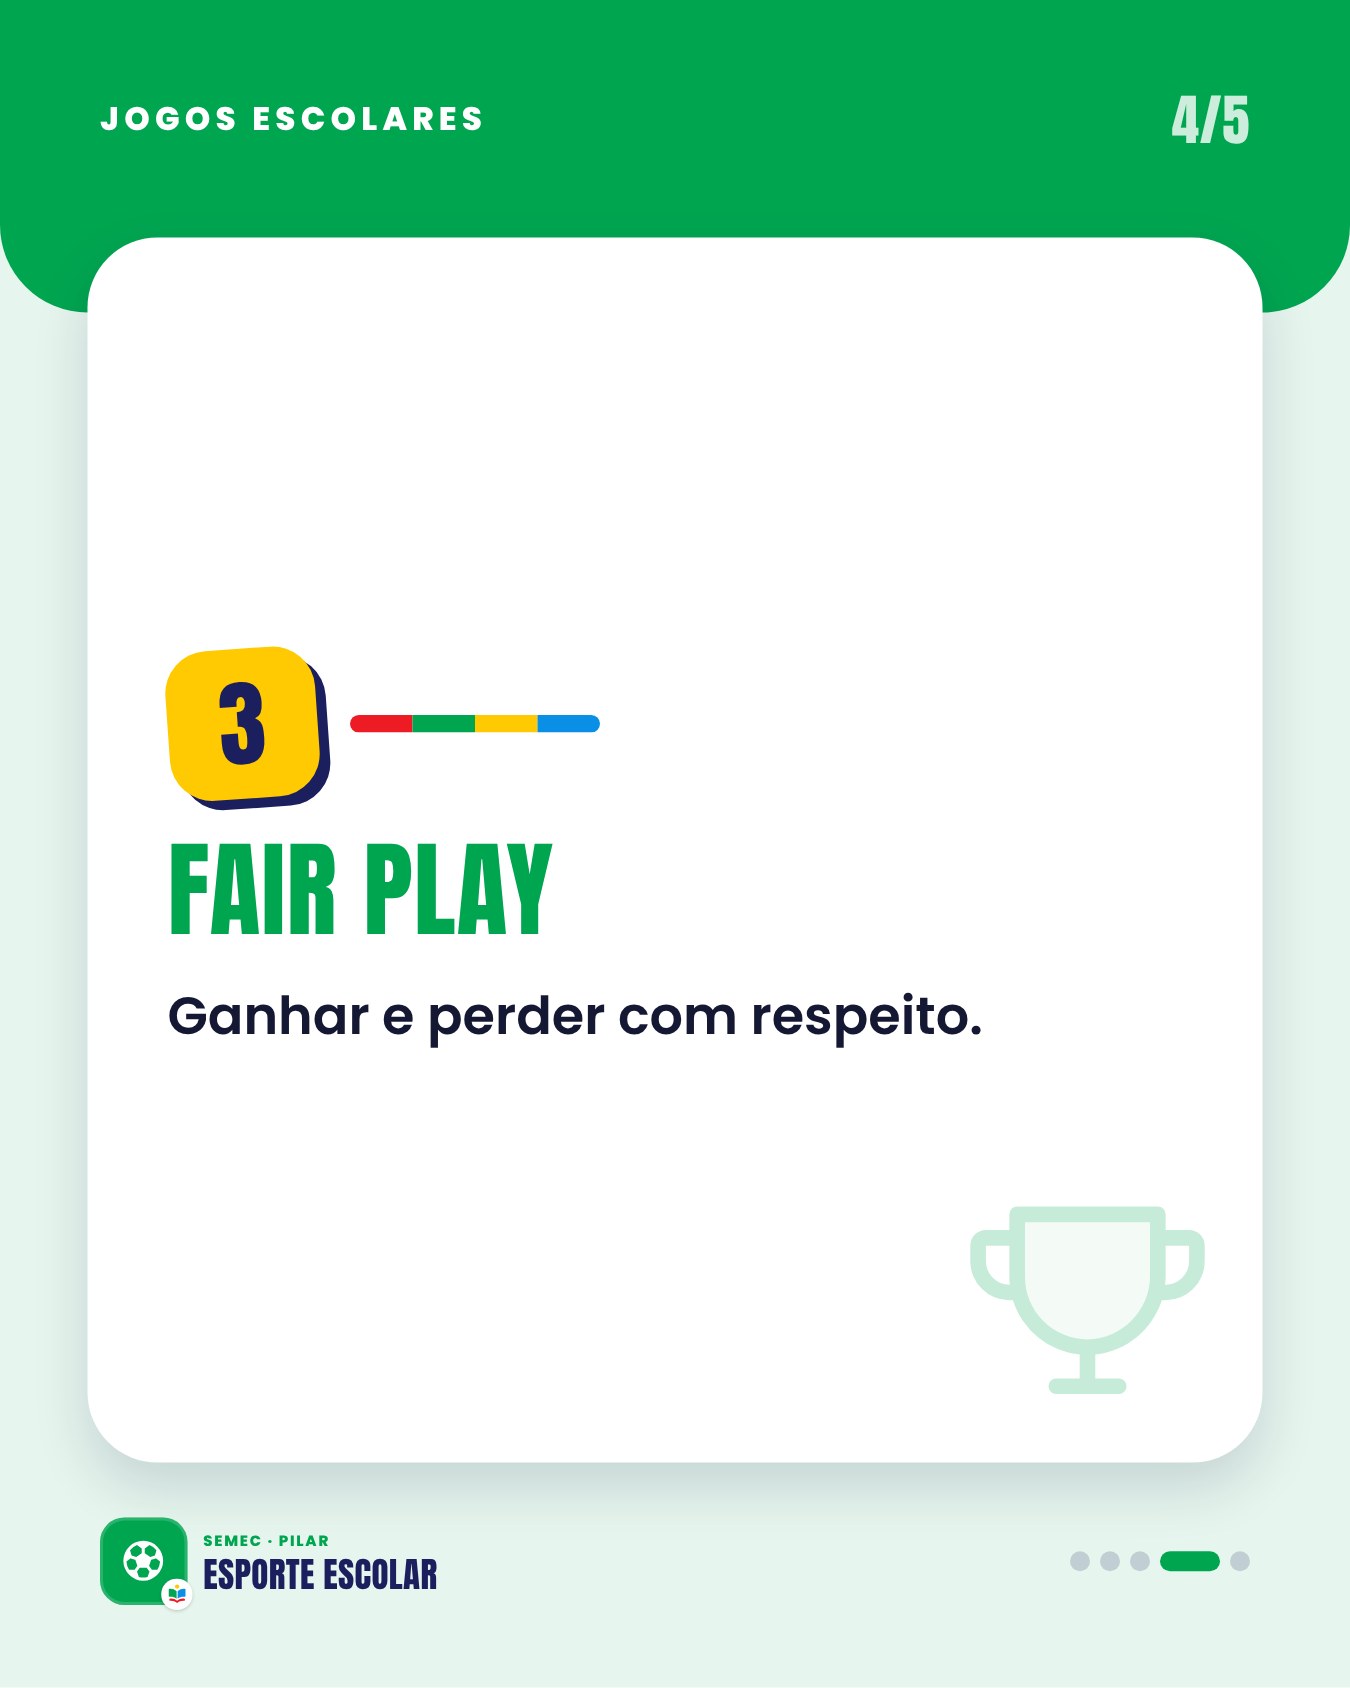 JOGOS ESCOLARES
4/5
3
FAIR PLAY
Ganhar e perder com respeito.
SEMEC · PILAR
ESPORTE ESCOLAR